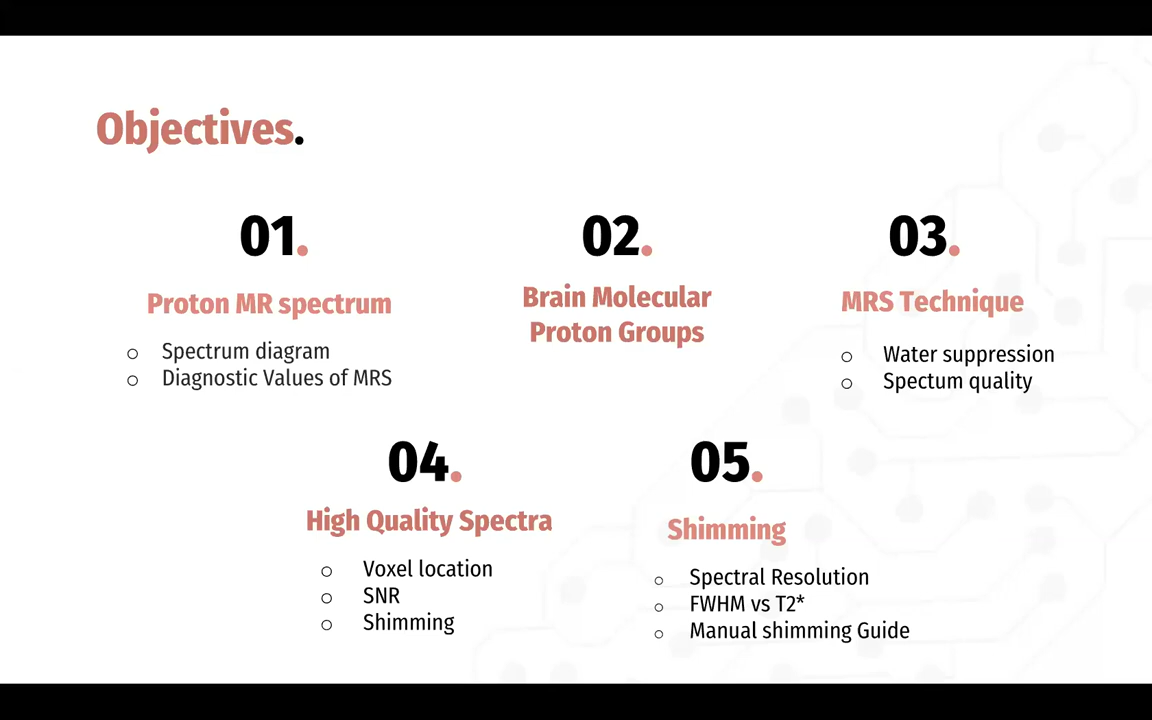 Objectives.
01.
Proton MR spectrum
o Spectrum diagram
o Diagnostic Values of MRS
02.
Brain Molecular
Proton Groups
03.
MRS Technique
o Water suppression
o Spectum quality
04.
High Quality Spectra
o Voxel location
o SNR
o Shimming
05.
Shimming
o Spectral Resolution
o FWHM vs T2*
o Manual shimming Guide